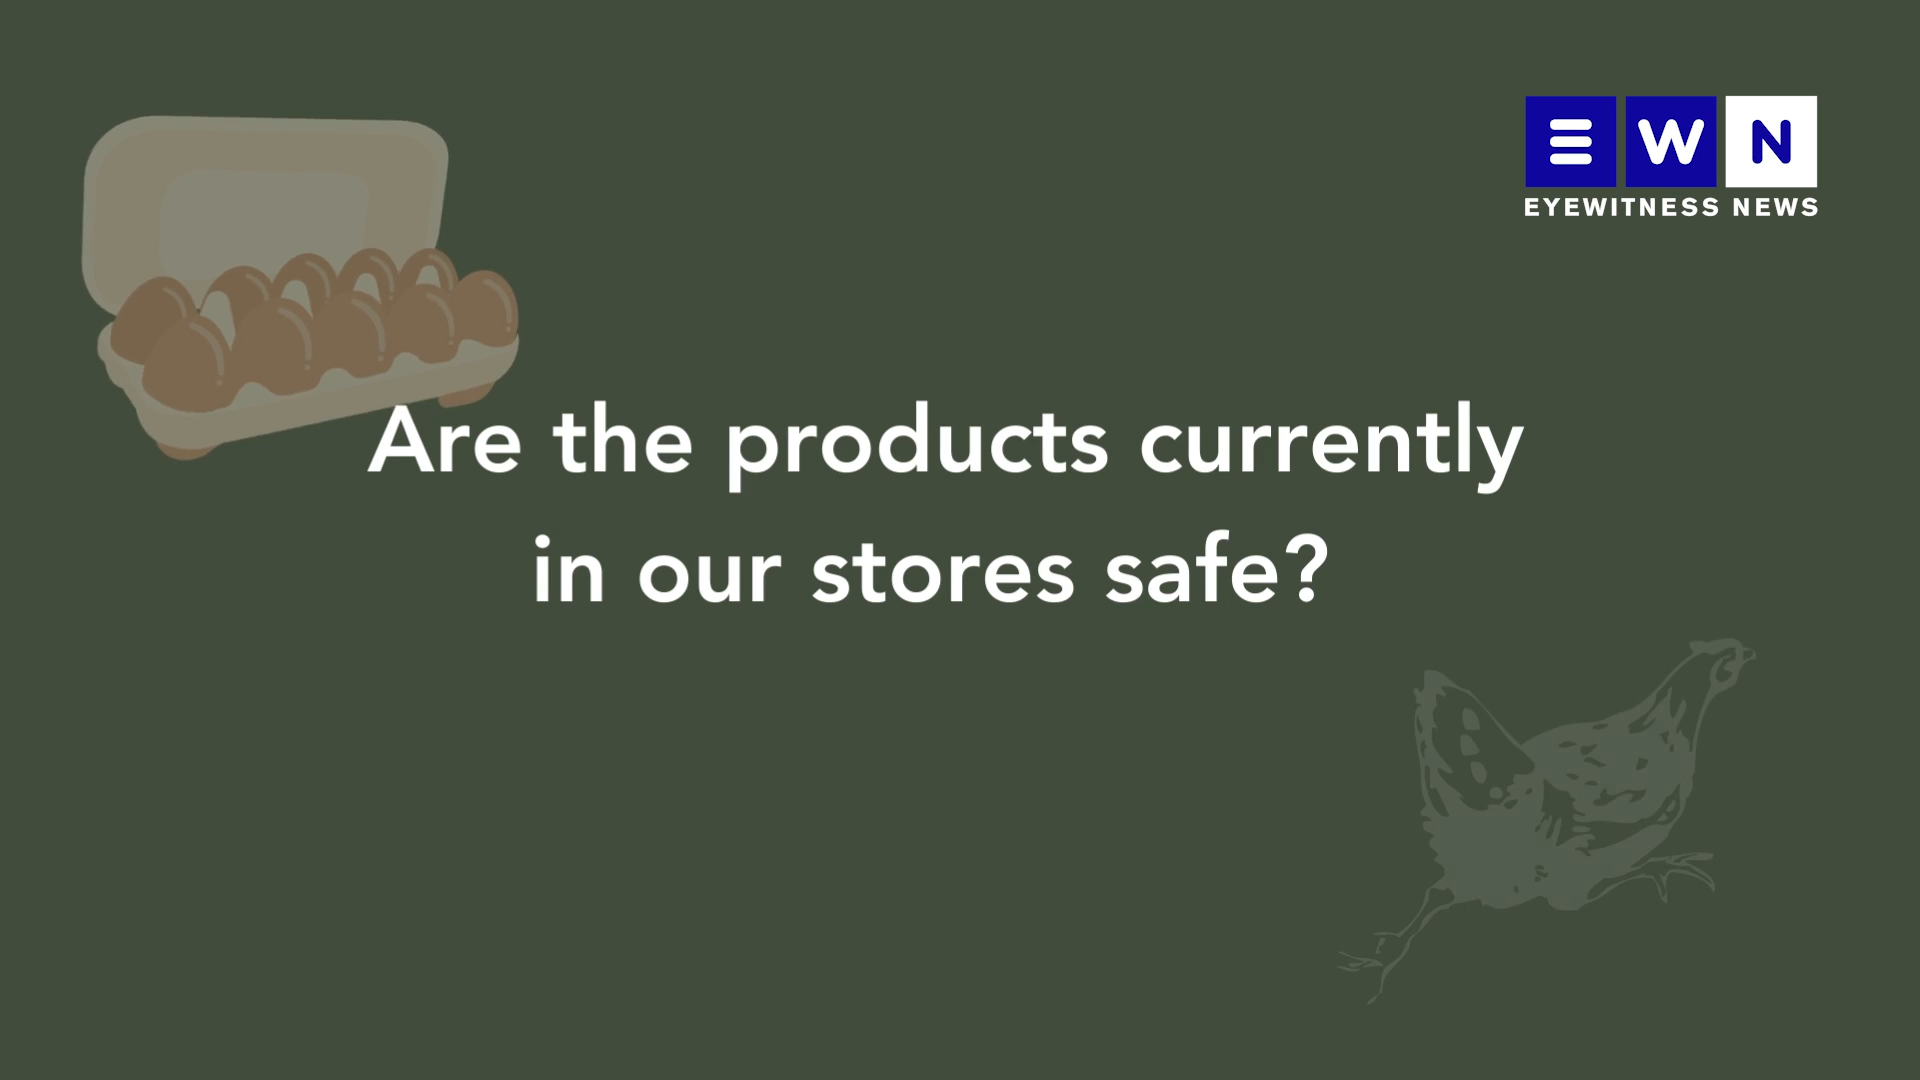 EWN
EYEWITNESS NEWS
Are the products currently
in our stores safe?